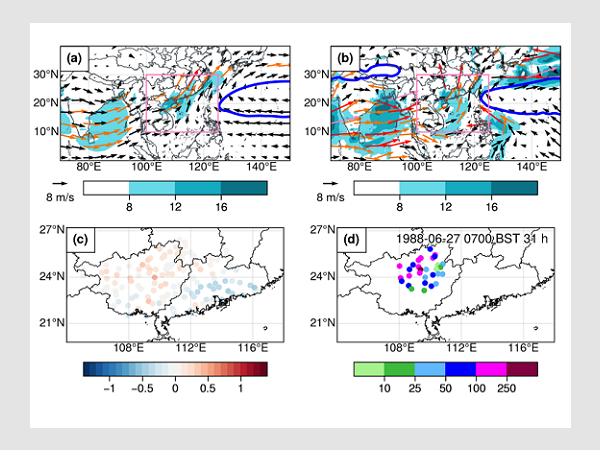 (a)
(b)
30°N
20°N
10°N
30°N
20°N
10°N
80°E 100°E 120°E 140°E
80°E 100°E 120°E 140°E
8 m/s
8 12 16
8 m/s
8 12 16
(c)
(d)
1988-06-27 0700 BST 31 h
27°N
24°N
21°N
27°N
24°N
21°N
108°E 112°E 116°E
108°E 112°E 116°E
−1 −0.5 0 0.5 1
10 25 50 100 250